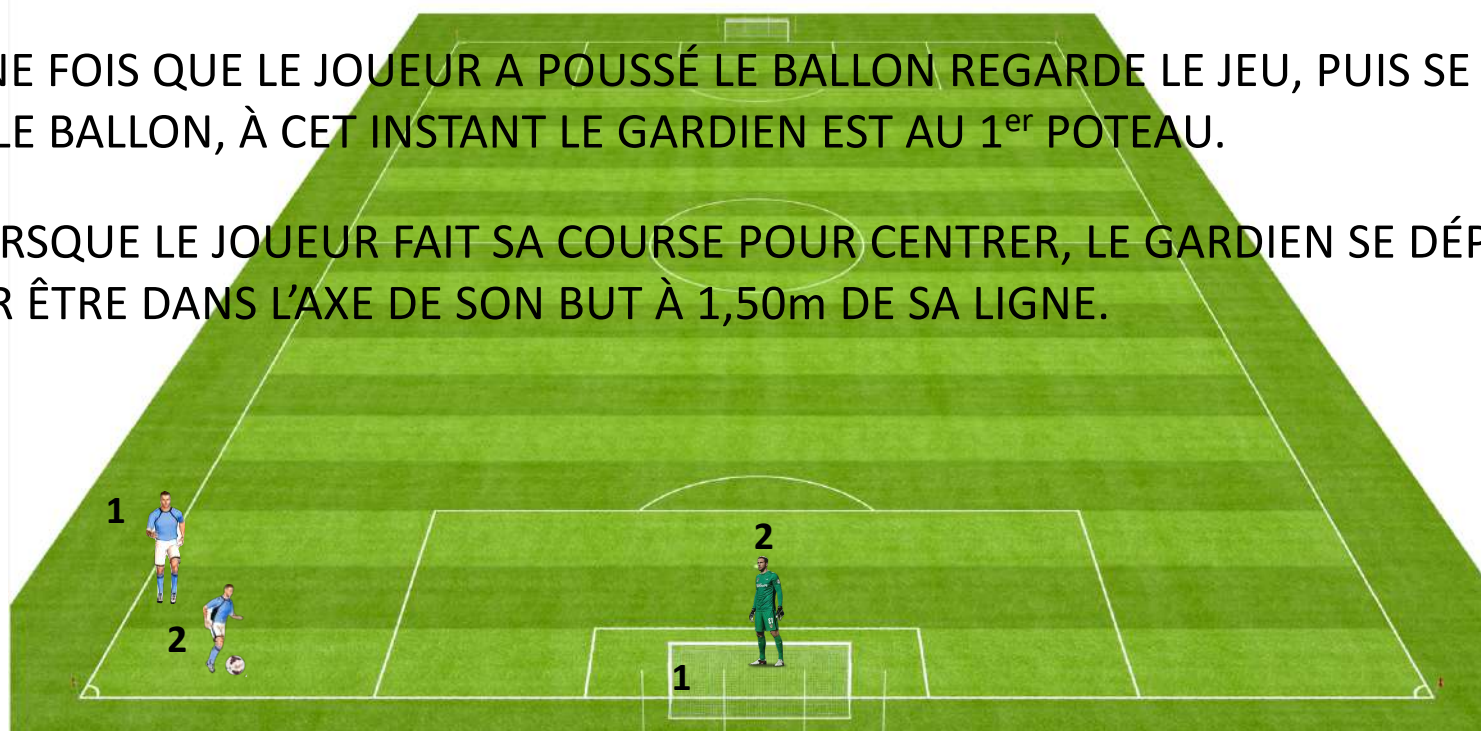 NE FOIS QUE LE JOUEUR A POUSSÉ LE BALLON REGARDE LE JEU, PUIS SE
LE BALLON, À CET INSTANT LE GARDIEN EST AU 1er POTEAU.
RSQUE LE JOUEUR FAIT SA COURSE POUR CENTRER, LE GARDIEN SE DÉP
R ÊTRE DANS L’AXE DE SON BUT À 1,50m DE SA LIGNE.
1
2
2
1